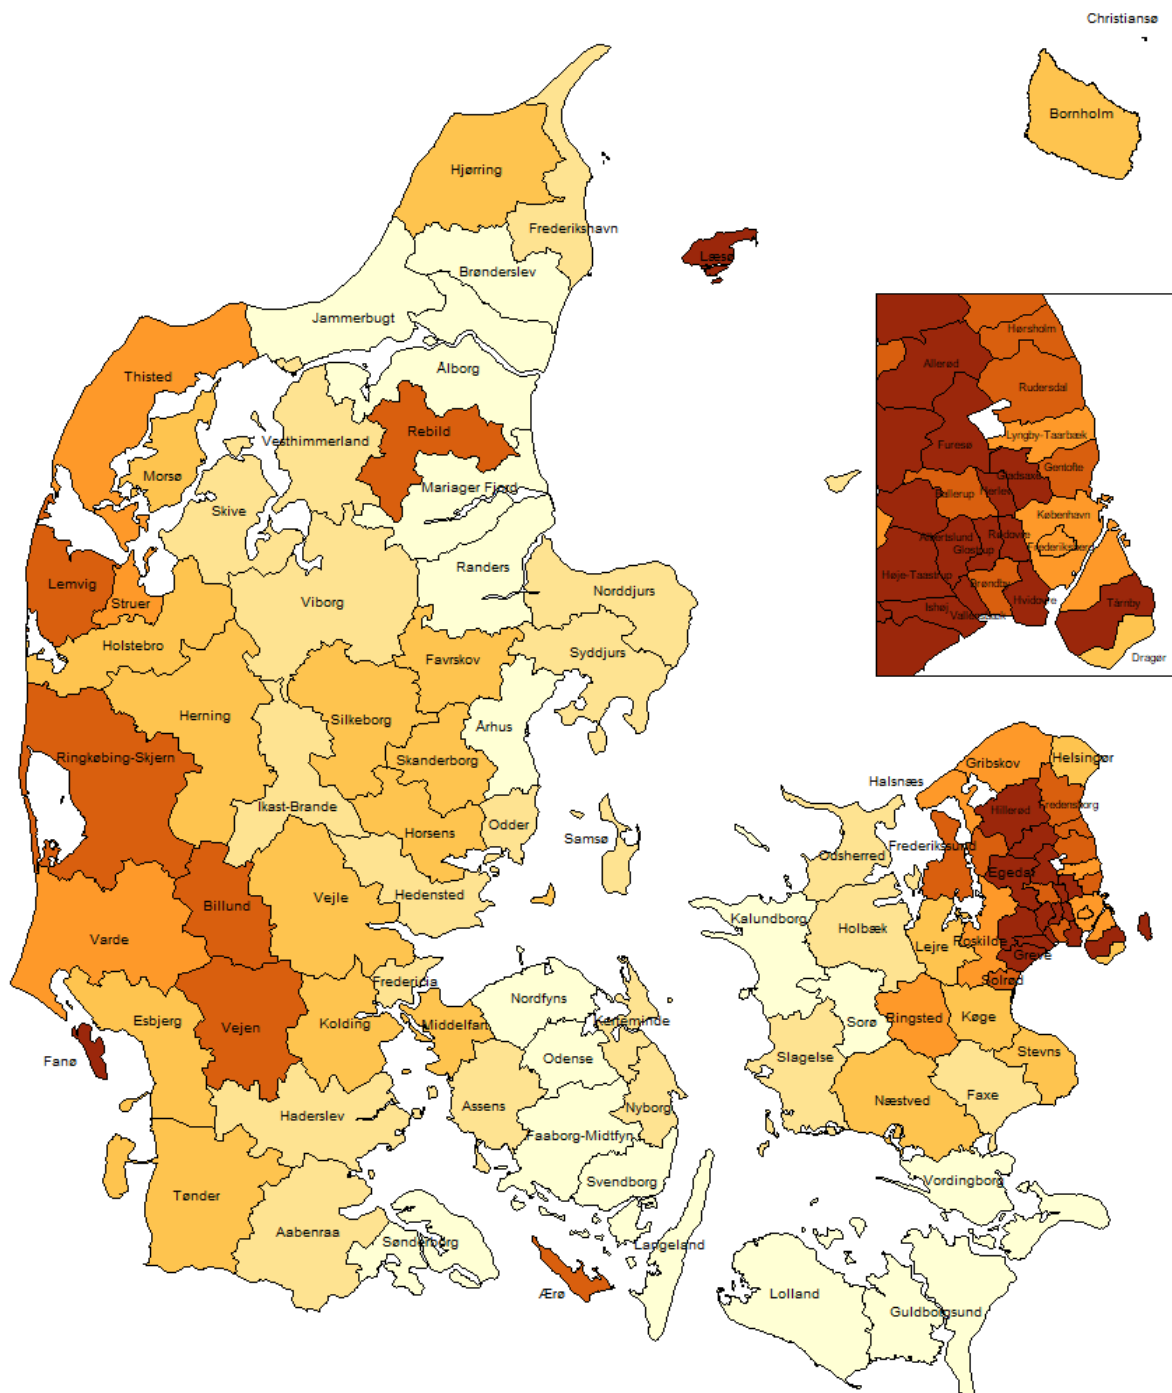 Christiansø
Bornholm
Hjørring
Frederikshavn
Læsø
Brønderslev
Jammerbugt
Ålborg
Thisted
Vesthimmerland
Rebild
Morsø
Mariager Fjord
Skive
Randers
Lemvig
Struer
Viborg
Norddjurs
Holstebro
Favrskov
Syddjurs
Herning
Silkeborg
Århus
Ringkøbing-Skjern
Skanderborg
Ikast-Brande
Horsens
Odder
Samsø
Billund
Vejle
Hedensted
Varde
Fredericia
Esbjerg
Vejen
Kolding
Middelfart
Nordfyns
Kerteminde
Fanø
Odense
Haderslev
Assens
Nyborg
Faaborg-Midtfyn
Tønder
Svendborg
Aabenraa
Sønderborg
Langeland
Ærø
Hørsholm
Allerød
Rudersdal
Lyngby-Taarbæk
Furesø
Gentofte
Gladsaxe
Ballerup
Herlev
København
Albertslund
Rødovre
Glostrup
Frederiksberg
Høje-Taastrup
Brøndby
Hvidovre
Ishøj
Vallensbæk
Tårnby
Dragør
Gribskov
Helsingør
Halsnæs
Hillerød
Fredensborg
Frederikssund
Odsherred
Egedal
Kalundborg
Holbæk
Lejre
Roskilde
Greve
Solrød
Sorø
Ringsted
Køge
Slagelse
Stevns
Næstved
Faxe
Vordingborg
Lolland
Guldborgsund